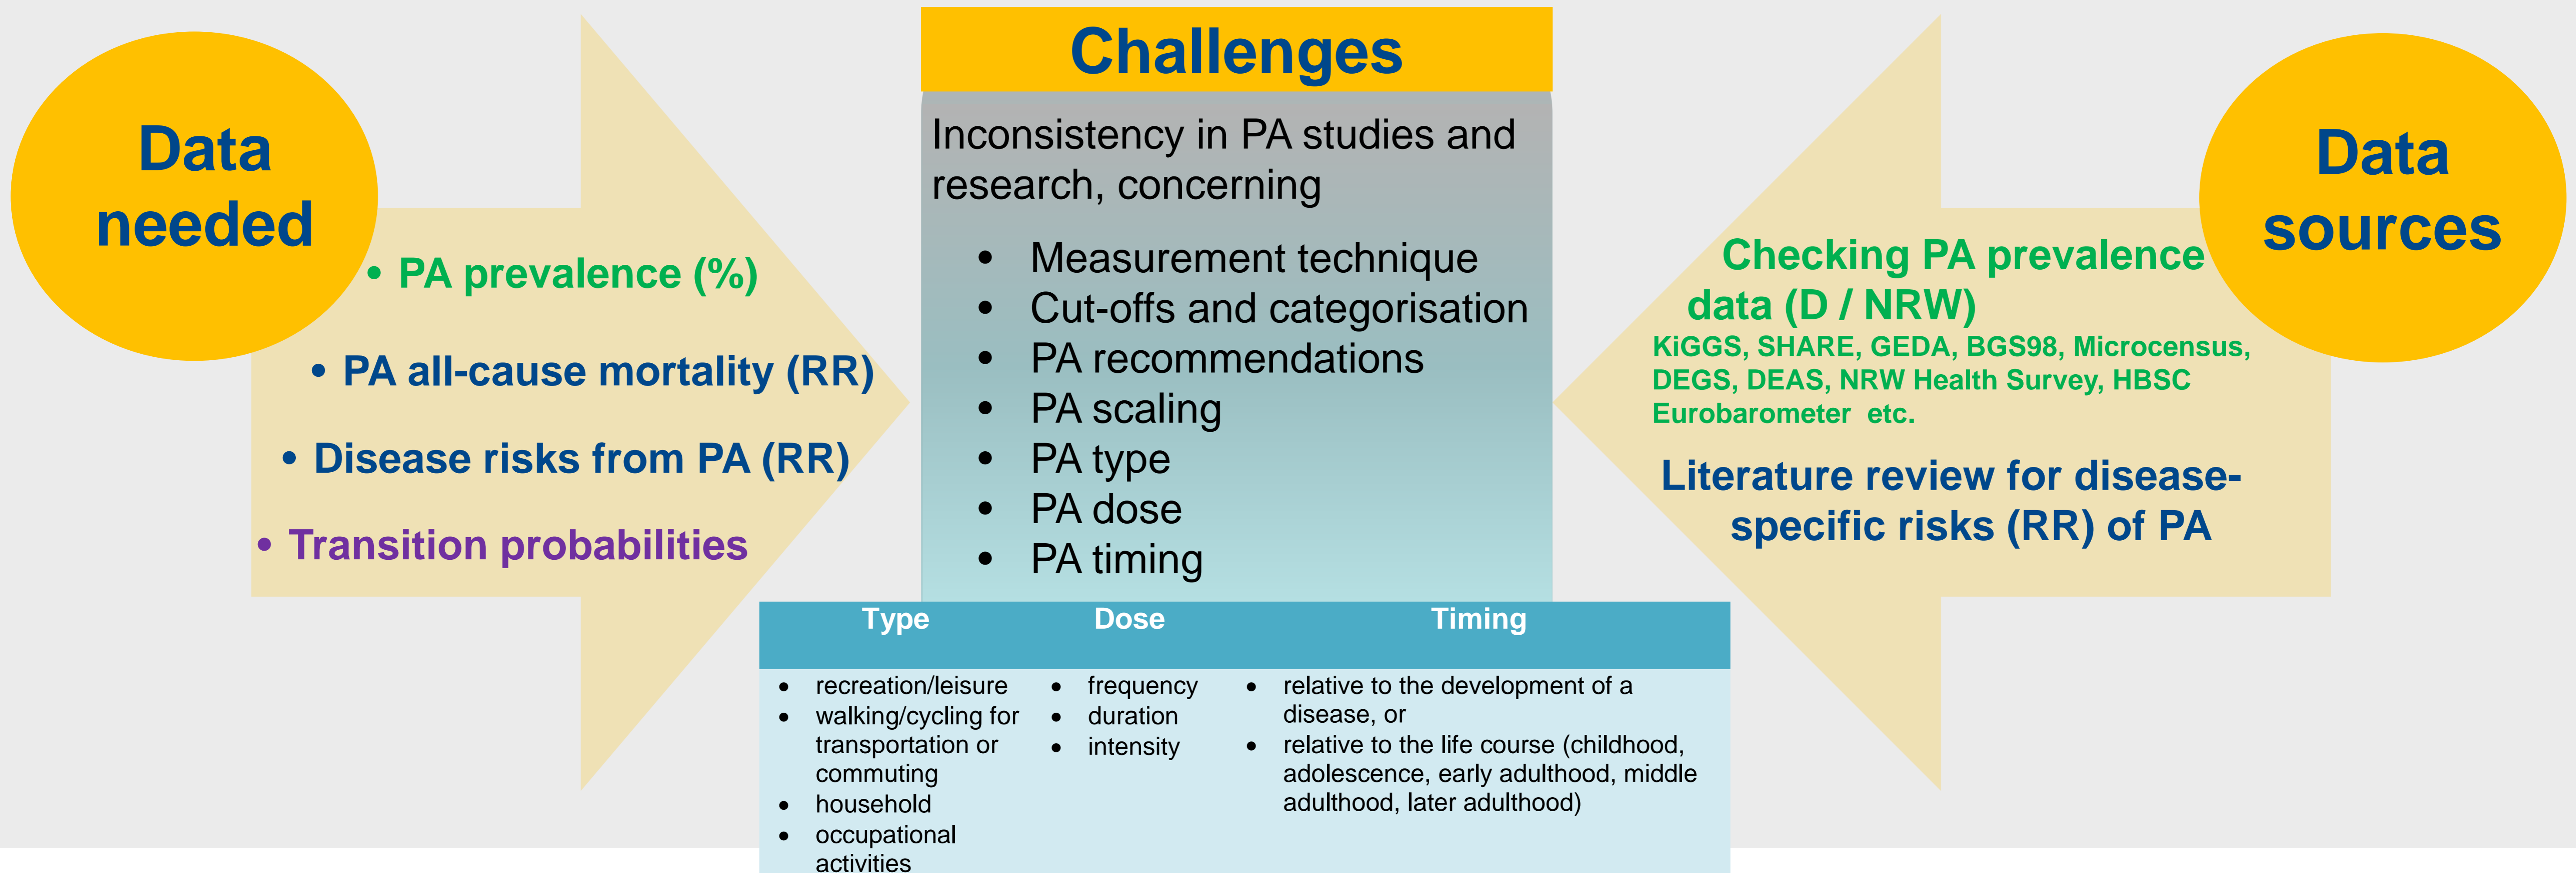 Data
needed
• PA prevalence (%)
• PA all-cause mortality (RR)
• Disease risks from PA (RR)
• Transition probabilities
Challenges
Inconsistency in PA studies and
research, concerning
• Measurement technique
• Cut-offs and categorisation
• PA recommendations
• PA scaling
• PA type
• PA dose
• PA timing
Data
sources
Checking PA prevalence
data (D / NRW)
KiGGS, SHARE, GEDA, BGS98, Microcensus,
DEGS, DEAS, NRW Health Survey, HBSC
Eurobarometer etc.
Literature review for disease-
specific risks (RR) of PA
Type
• recreation/leisure
• walking/cycling for
transportation or
commuting
• household
• occupational
activities
Dose
• frequency
• duration
• intensity
Timing
• relative to the development of a
disease, or
• relative to the life course (childhood,
adolescence, early adulthood, middle
adulthood, later adulthood)